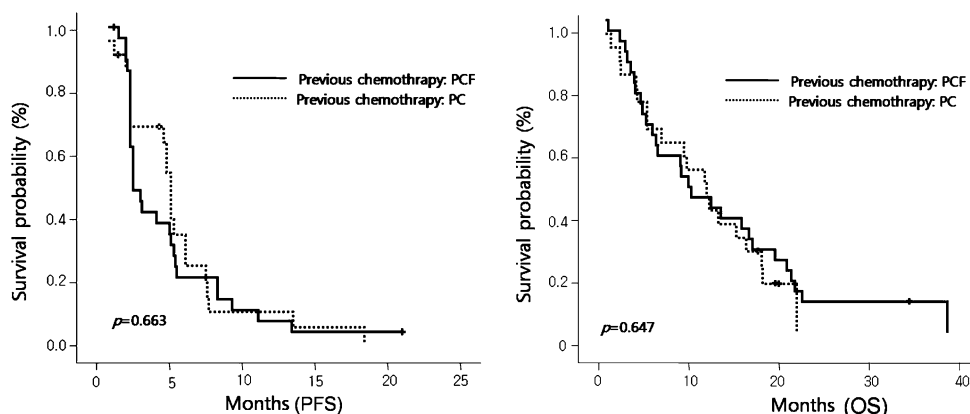 1.0
0.8
0.6
0.4
0.2
0.0
Survival probability (%)
Previous chemothrapy: PCF
Previous chemothrapy: PC
p=0.663
0 5 10 15 20 25
Months (PFS)
1.0
0.8
0.6
0.4
0.2
0
Survival probability (%)
Previous chemothrapy: PCF
Previous chemothrapy: PC
p=0.647
0 10 20 30 40
Months (OS)